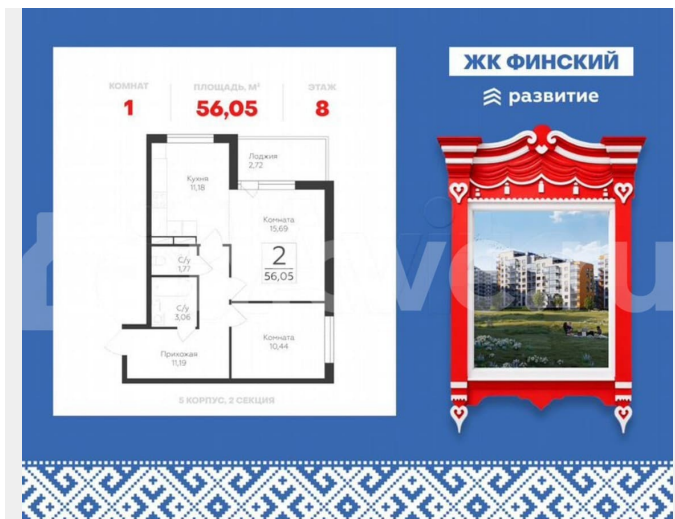 ЖК ФИНСКИЙ
развитие
КОМНАТ
1
ПЛОЩАДЬ, М²
56,05
ЭТАЖ
8
Лоджия
2,72
Кухня
11,18
Комната
15,69
2
56,05
С/у
1,77
С/у
3,06
Комната
10,44
Прихожая
11,19
5 КОРПУС, 2 СЕКЦИЯ